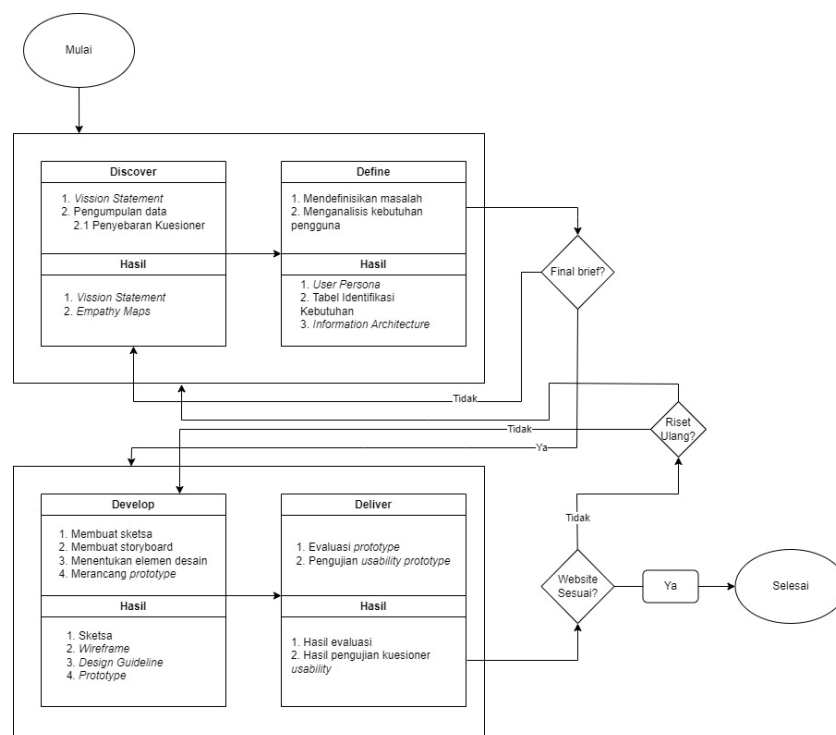 Mulai
Discover
1. Vission Statement
2. Pengumpulan data
2.1 Penyebaran Kuesioner
Hasil
1. Vission Statement
2. Empathy Maps
Define
1. Mendefinisikan masalah
2. Menganalisis kebutuhan
pengguna
Hasil
1. User Persona
2. Tabel Identifikasi
Kebutuhan
3. Information Architecture
Final brief?
Tidak
Riset
Ulang?
Tidak
Ya
Develop
1. Membuat sketsa
2. Membuat storyboard
3. Menentukan elemen desain
4. Merancang prototype
Hasil
1. Sketsa
2. Wireframe
3. Design Guideline
4. Prototype
Deliver
1. Evaluasi prototype
2. Pengujian usability prototype
Hasil
1. Hasil evaluasi
2. Hasil pengujian kuesioner
usability
Tidak
Website
Sesuai?
Ya
Selesai